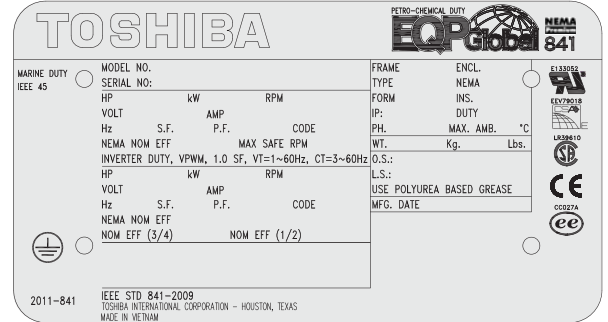 TOSHIBA
PETRO-CHEMICAL DUTY
EQP Global
NEMA
Premium
841
MARINE DUTY
IEEE 45
MODEL NO.
SERIAL NO:
HP kW RPM
VOLT AMP
Hz S.F. P.F. CODE
NEMA NOM EFF MAX SAFE RPM
INVERTER DUTY, VPWM, 1.0 SF, VT=1~60Hz, CT=3~60Hz
HP kW RPM
VOLT AMP
Hz S.F. P.F. CODE
NEMA NOM EFF
NOM EFF (3/4) NOM EFF (1/2)
FRAME ENCL.
TYPE NEMA
FORM INS.
IP: DUTY
PH. MAX. AMB. °C
WT. Kg. Lbs.
O.S.:
L.S.:
USE POLYUREA BASED GREASE
MFG. DATE
E133052
EEV79018
CSA
LR39610
CE
CC027A
ee
2011-841
IEEE STD 841-2009
TOSHIBA INTERNATIONAL CORPORATION - HOUSTON, TEXAS
MADE IN VIETNAM